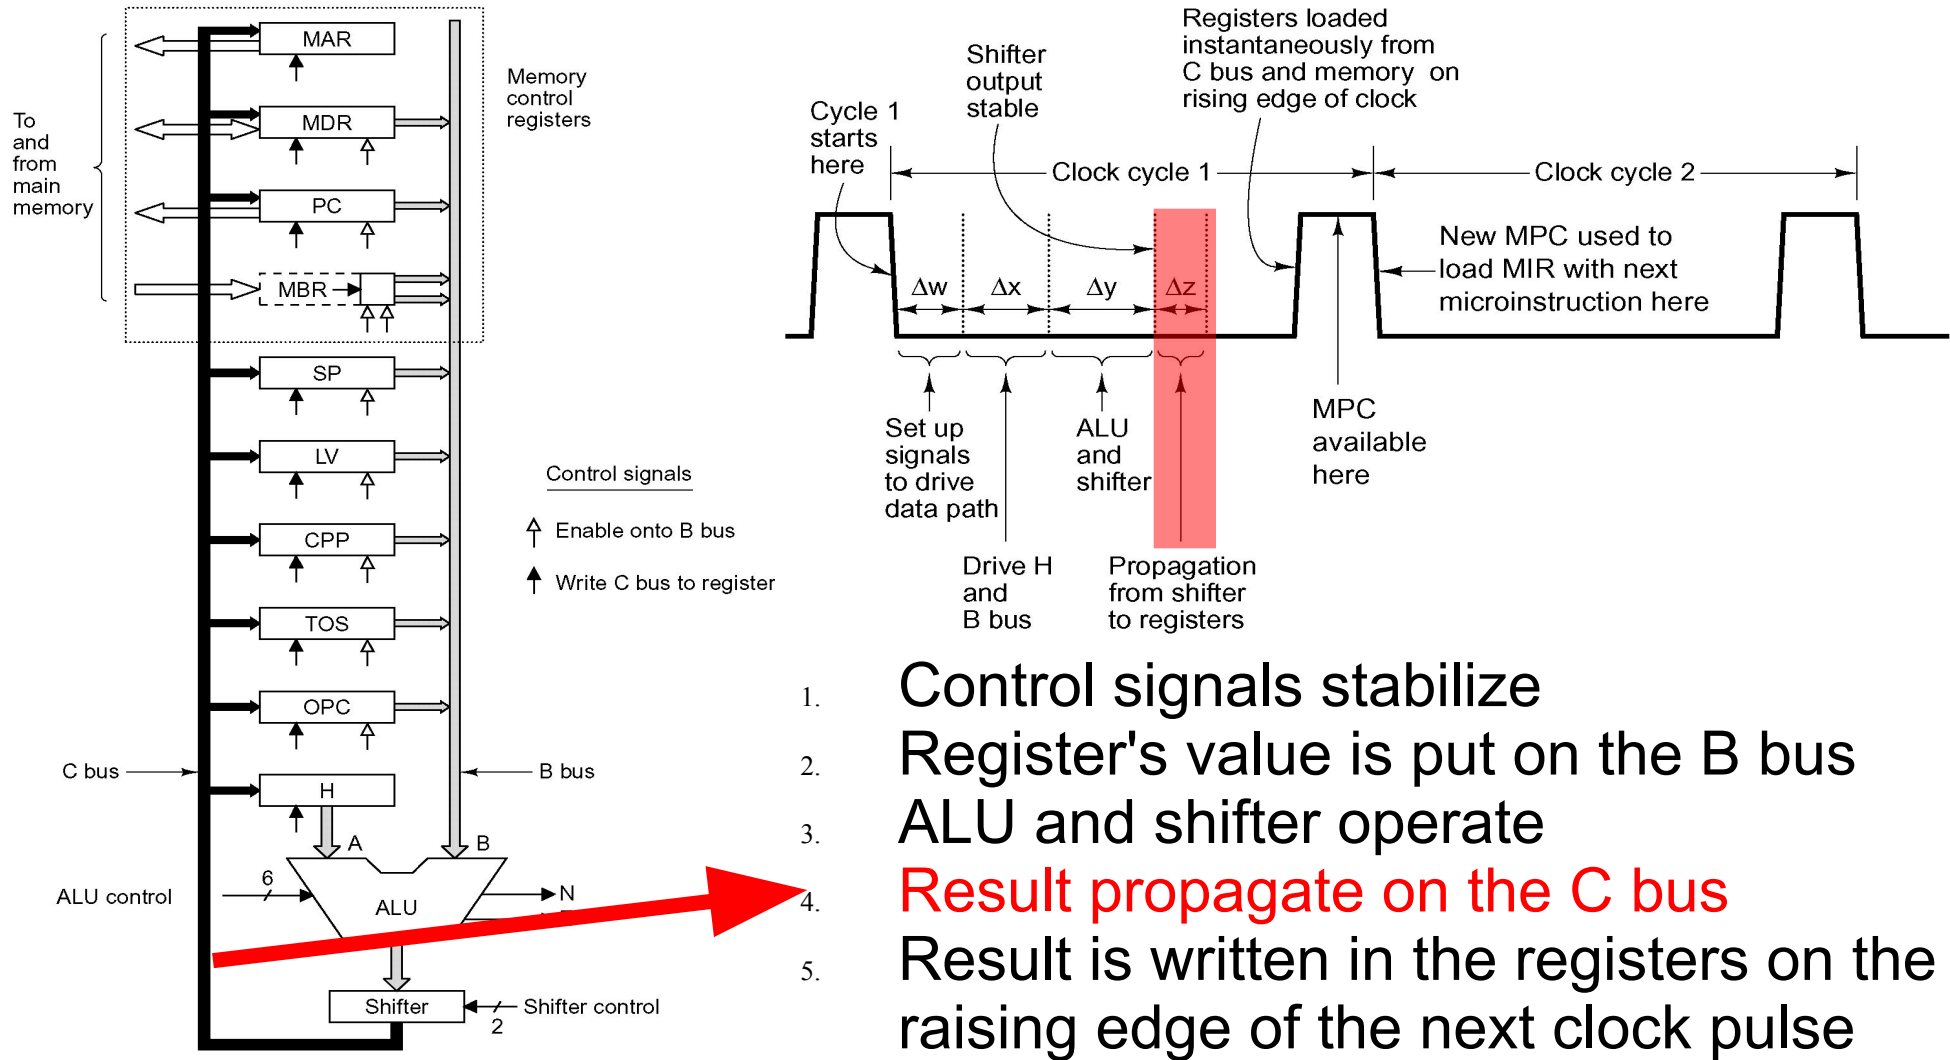 To
and
from
main
memory
MAR
MDR
PC
MBR
SP
LV
CPP
TOS
OPC
H
Memory
control
registers
Control signals
Enable onto B bus
Write C bus to register
C bus
B bus
A
B
ALU control
6
ALU
N
Shifter
Shifter control
2
Cycle 1
starts
here
Shifter
output
stable
Registers loaded
instantaneously from
C bus and memory on
rising edge of clock
Clock cycle 1
Clock cycle 2
Δw
Δx
Δy
Δz
New MPC used to
load MIR with next
microinstruction here
Set up
signals
to drive
data path
ALU
and
shifter
MPC
available
here
Drive H
and
B bus
Propagation
from shifter
to registers
1. Control signals stabilize
2. Register's value is put on the B bus
3. ALU and shifter operate
4. Result propagate on the C bus
5. Result is written in the registers on the
raising edge of the next clock pulse